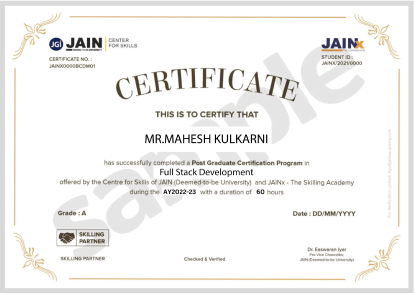 JGI JAIN CENTER FOR SKILLS
JAINx
CERTIFICATE NO. :
JAINX0000BCOM01
STUDENT ID :
JAINX/2021/0000
CERTIFICATE
THIS IS TO CERTIFY THAT
MR.MAHESH KULKARNI
has successfully completed a Post Graduate Certification Program in
Full Stack Development
offered by the Centre for Skills of JAIN (Deemed-to-be University) and JAINx - The Skilling Academy
during the AY2022-23 with a duration of 60 hours
Grade : A
Date : DD/MM/YYYY
sample
SKILLING PARTNER
SKILLING PARTNER
Checked & Verified
Dr. Easwaran Iyer
Pro Vice Chancellor,
JAIN (Deemed-to-be University)